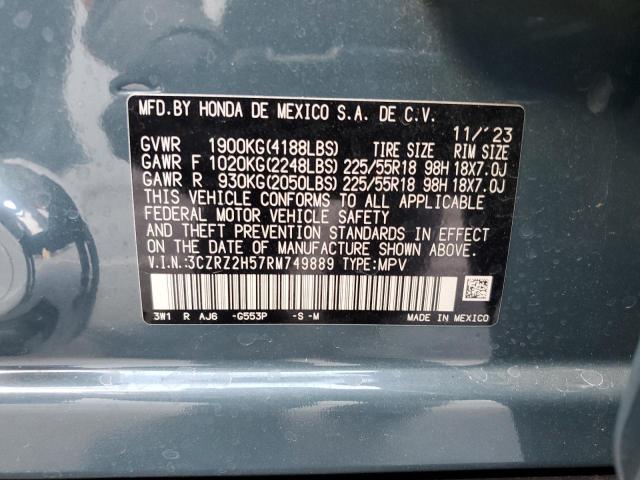 MFD.BY HONDA DE MEXICO S.A. DE C.V.
11/'23
GVWR 1900KG(4188LBS) TIRE SIZE RIM SIZE
GAWR F 1020KG(2248LBS) 225/55R18 98H 18X7.0J
GAWR R 930KG(2050LBS) 225/55R18 98H 18X7.0J
THIS VEHICLE CONFORMS TO ALL APPLICABLE
FEDERAL MOTOR VEHICLE SAFETY
AND THEFT PREVENTION STANDARDS IN EFFECT
ON THE DATE OF MANUFACTURE SHOWN ABOVE.
V.I.N.:3CZRZ2H57RM749889 TYPE:MPV
3W1 R AJ6 -G553P -S -M MADE IN MEXICO